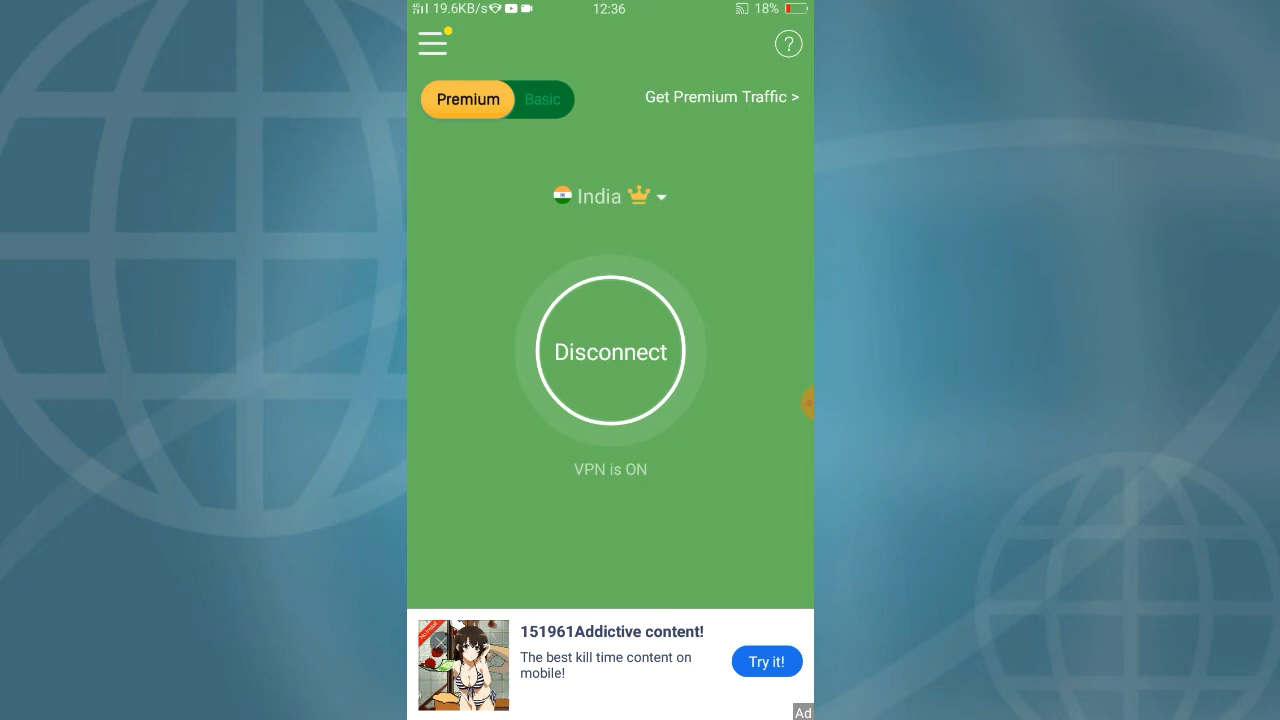 19.6KB/s 12:36 18%
?
Premium Basic Get Premium Traffic >
India
Disconnect
VPN is ON
151961Addictive content!
The best kill time content on
mobile!
Try it!
Ad